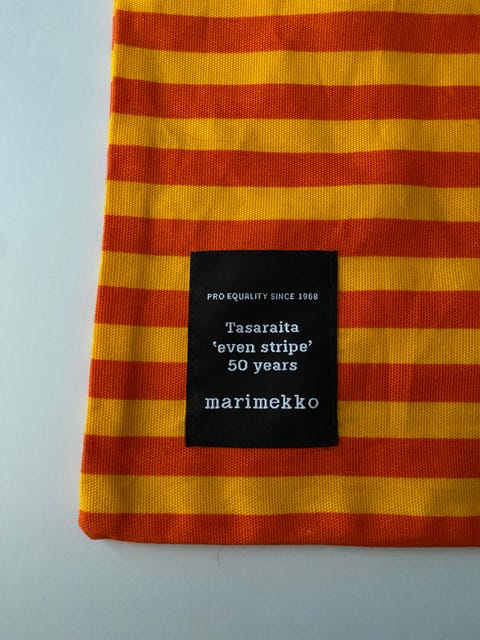 PRO EQUALITY SINCE 1968
Tasaraita
‘even stripe’
50 years
marimekko